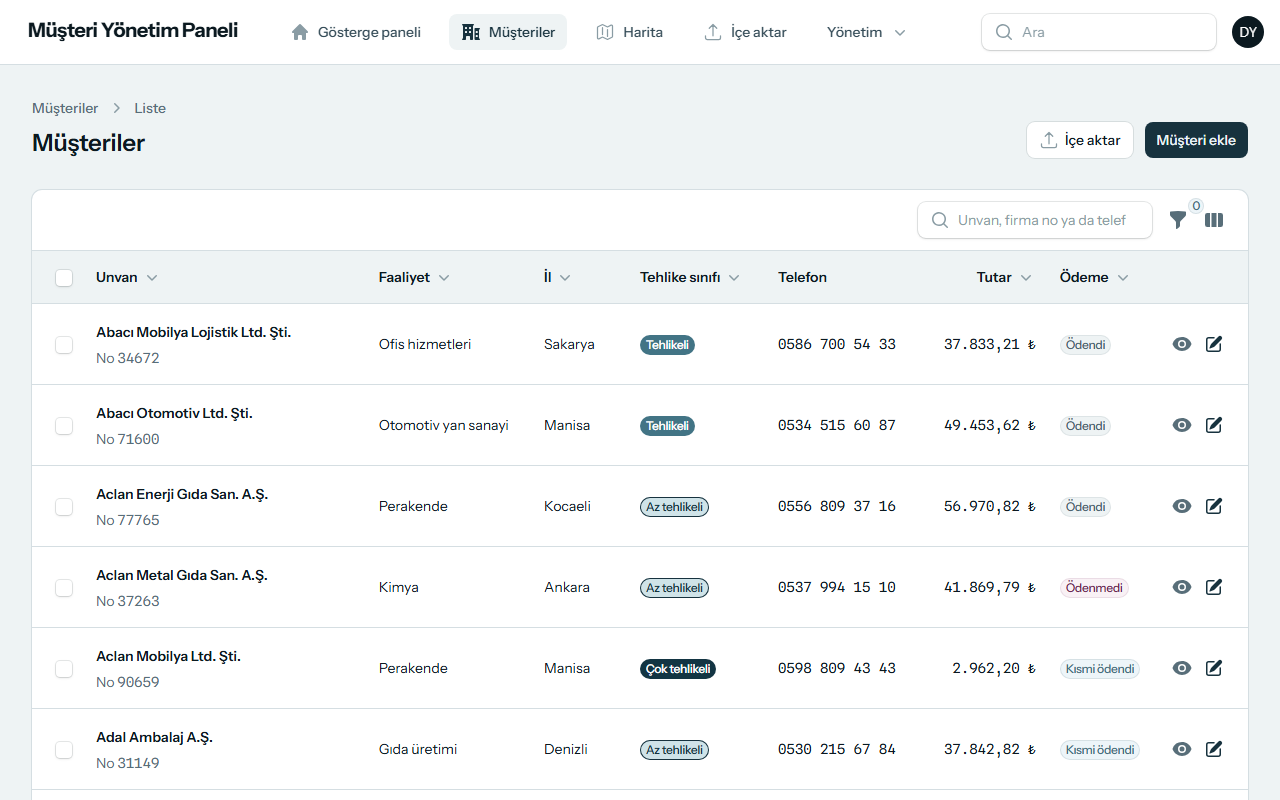 Müşteri Yönetim Paneli
Gösterge paneli
Müşteriler
Harita
İçe aktar
Yönetim
Ara
DY
Müşteriler
Liste
Müşteriler
İçe aktar
Müşteri ekle
Unvan, firma no ya da telef
0
Unvan Faaliyet İl Tehlike sınıfı Telefon Tutar Ödeme
Abacı Mobilya Lojistik Ltd. Şti.
No 34672
Ofis hizmetleri Sakarya Tehlikeli 0586 700 54 33 37.833,21 ₺ Ödendi
Abacı Otomotiv Ltd. Şti.
No 71600
Otomotiv yan sanayi Manisa Tehlikeli 0534 515 60 87 49.453,62 ₺ Ödendi
Aclan Enerji Gıda San. A.Ş.
No 77765
Perakende Kocaeli Az tehlikeli 0556 809 37 16 56.970,82 ₺ Ödendi
Aclan Metal Gıda San. A.Ş.
No 37263
Kimya Ankara Az tehlikeli 0537 994 15 10 41.869,79 ₺ Ödenmedi
Aclan Mobilya Ltd. Şti.
No 90659
Perakende Manisa Çok tehlikeli 0598 809 43 43 2.962,20 ₺ Kısmi ödendi
Adal Ambalaj A.Ş.
No 31149
Gıda üretimi Denizli Az tehlikeli 0530 215 67 84 37.842,82 ₺ Kısmi ödendi